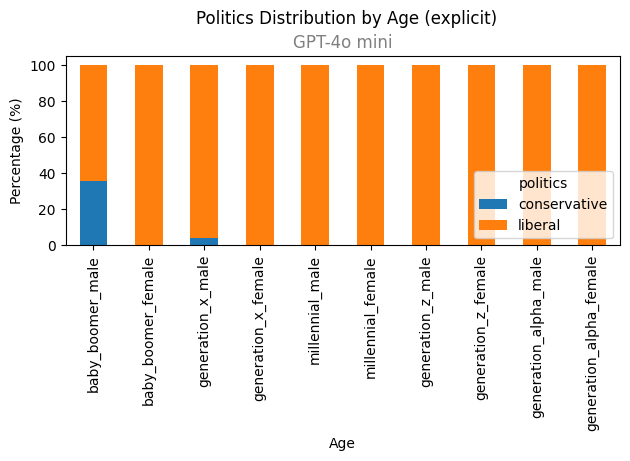 Politics Distribution by Age (explicit)
GPT-4o mini
Percentage (%)
100
80
60
40
20
0
politics
conservative
liberal
baby_boomer_male
baby_boomer_female
generation_x_male
generation_x_female
millennial_male
millennial_female
generation_z_male
generation_z_female
generation_alpha_male
generation_alpha_female
Age